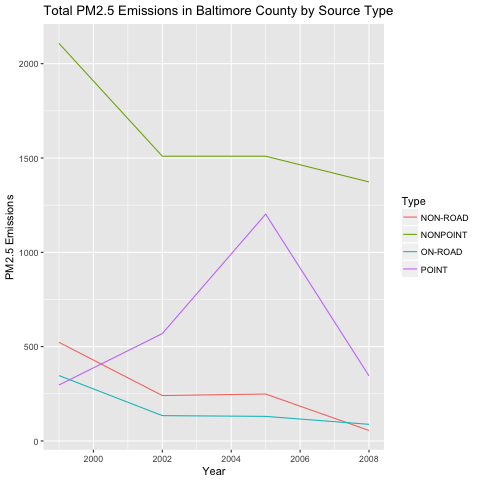 Total PM2.5 Emissions in Baltimore County by Source Type
PM2.5 Emissions
2000
1500
1000
500
0
2000 2002 2004 2006 2008
Year
Type
NON-ROAD
NONPOINT
ON-ROAD
POINT